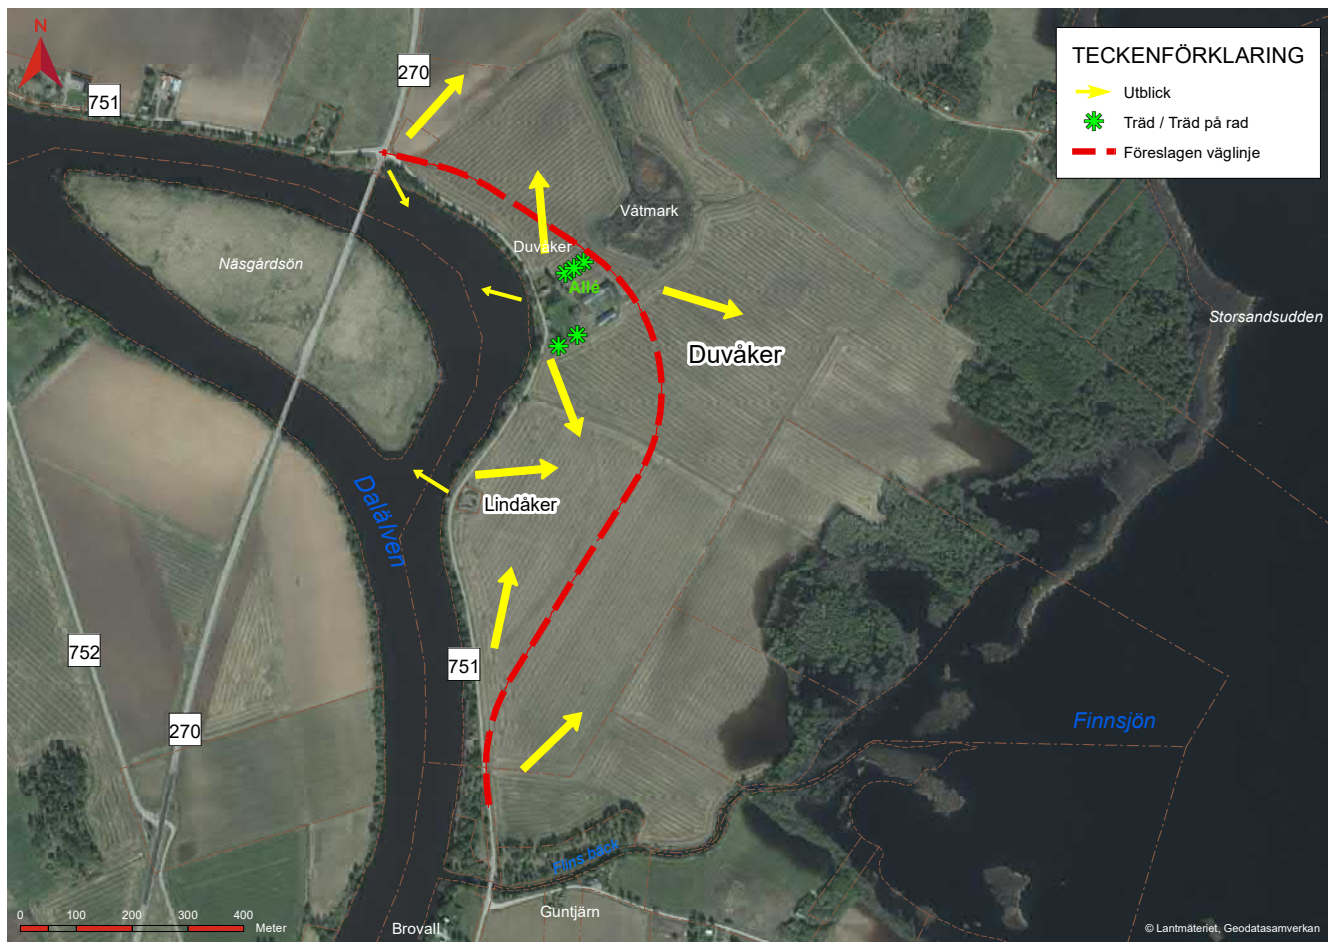 N
751
270
TECKENFÖRKLARING
Utblick
Träd / Träd på rad
Föreslagen väglinje
Våtmark
Duvåker
Näsgårdsön
Allé
Storsandsudden
Duvåker
Lindåker
Dalälven
752
751
270
Finnsjön
Flins bäck
Guntjärn
Brovall
0 100 200 300 400
Meter
© Lantmäteriet, Geodatasamverkan